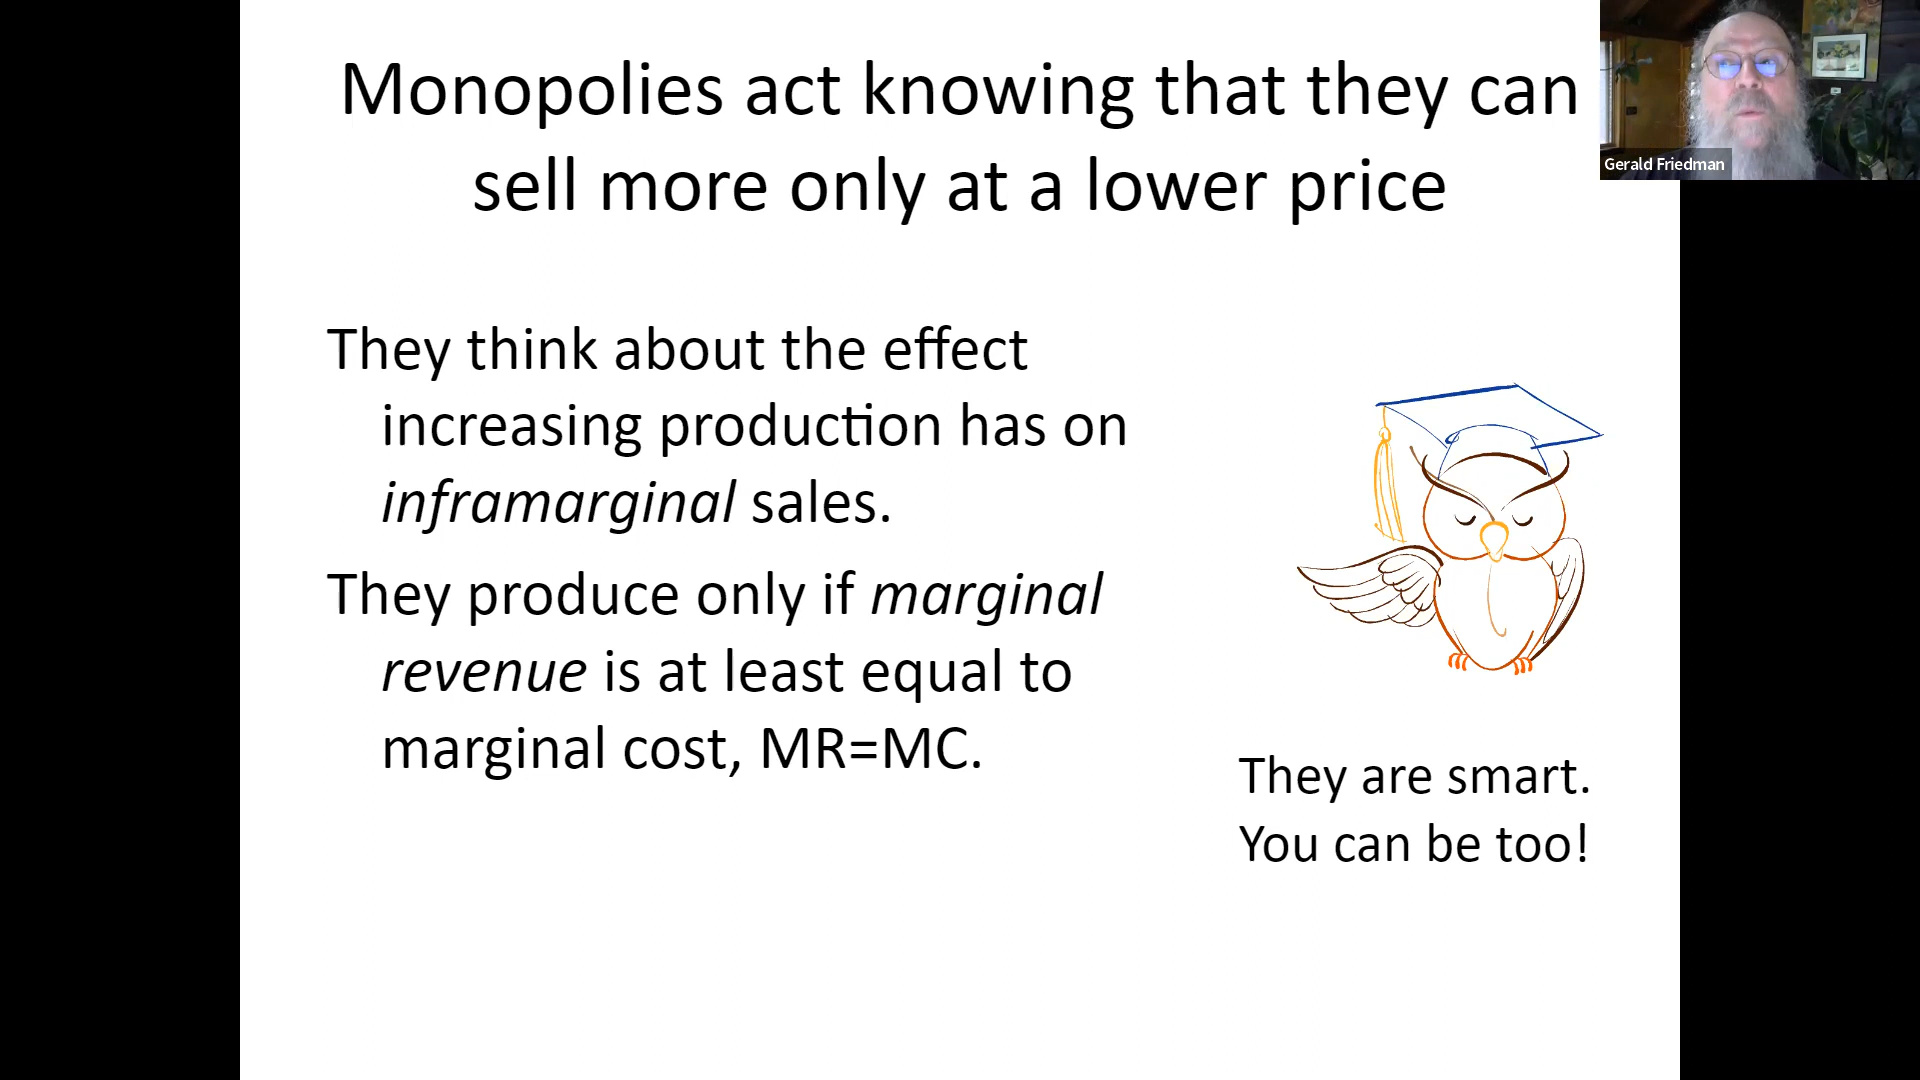 Monopolies act knowing that they can
sell more only at a lower price
Gerald Friedman
They think about the effect
increasing production has on
inframarginal sales.
They produce only if marginal
revenue is at least equal to
marginal cost, MR=MC.
They are smart.
You can be too!